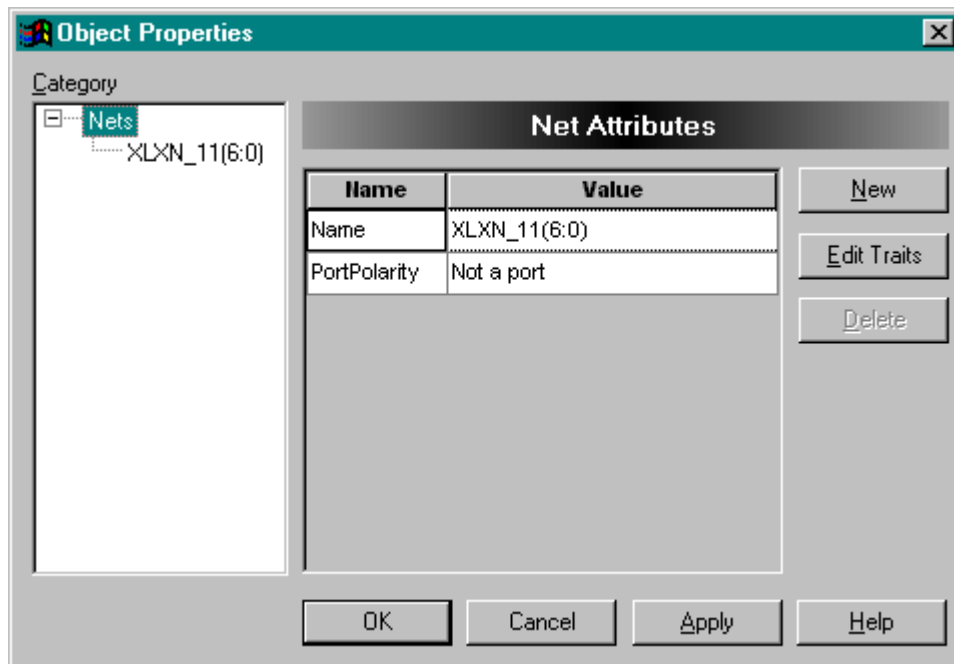 Object Properties
Category
Nets
XLXN_11(6:0)
Net Attributes
Name Value
Name XLXN_11(6:0)
PortPolarity Not a port
New
Edit Traits
Delete
OK Cancel Apply Help